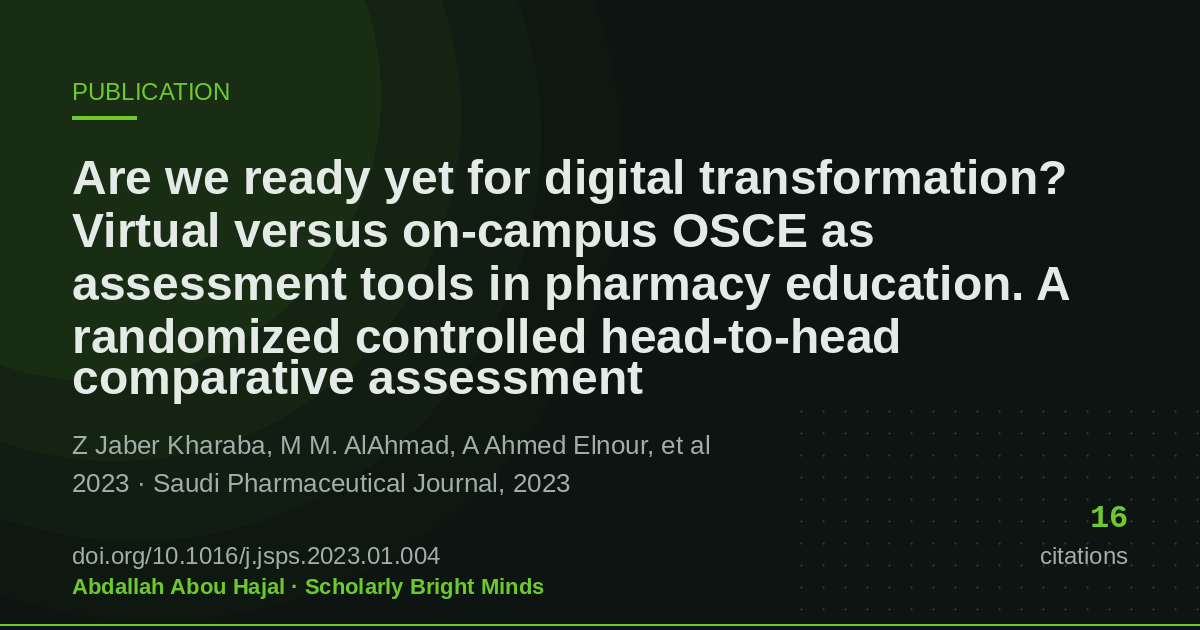 PUBLICATION
Are we ready yet for digital transformation?
Virtual versus on-campus OSCE as
assessment tools in pharmacy education. A
randomized controlled head-to-head
comparative assessment
Z Jaber Kharaba, M M. AlAhmad, A Ahmed Elnour, et al
2023 · Saudi Pharmaceutical Journal, 2023
16
citations
doi.org/10.1016/j.jsps.2023.01.004
Abdallah Abou Hajal · Scholarly Bright Minds